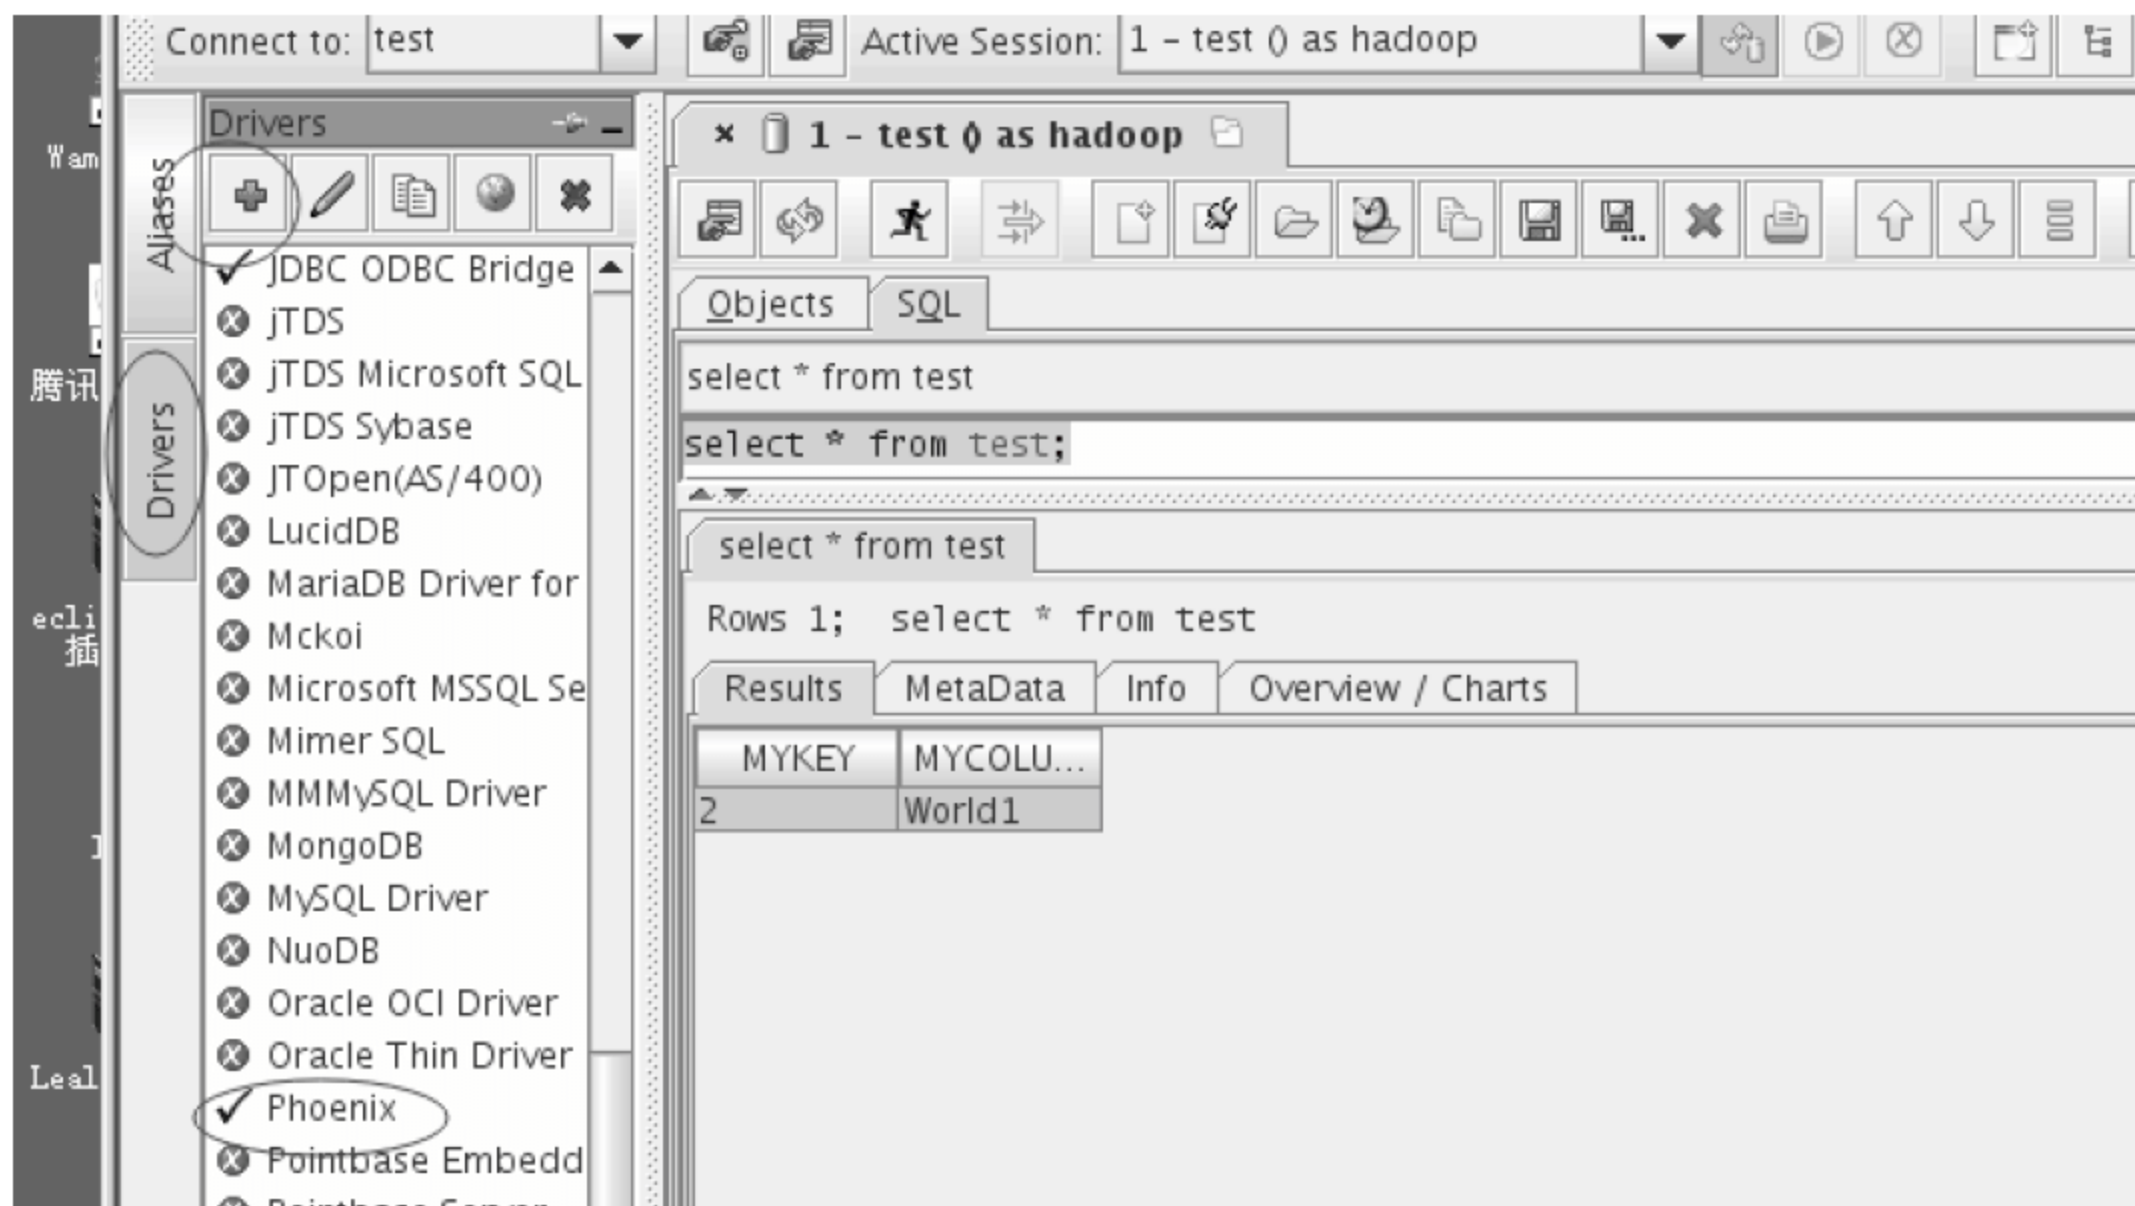 Connect to: test
Active Session: 1 - test () as hadoop
Wam
腾讯
ecli
插
Leal
Aliases
Drivers
Drivers
JDBC ODBC Bridge
jTDS
jTDS Microsoft SQL
jTDS Sybase
JTOpen(AS/400)
LucidDB
MariaDB Driver for
Mckoi
Microsoft MSSQL Se
Mimer SQL
MMMySQL Driver
MongoDB
MySQL Driver
NuoDB
Oracle OCI Driver
Oracle Thin Driver
Phoenix
Pointbase Embedd
1 - test () as hadoop
Objects SQL
select * from test
select * from test;
select * from test
Rows 1; select * from test
Results MetaData Info Overview / Charts
MYKEY MYCOLU...
2 World1